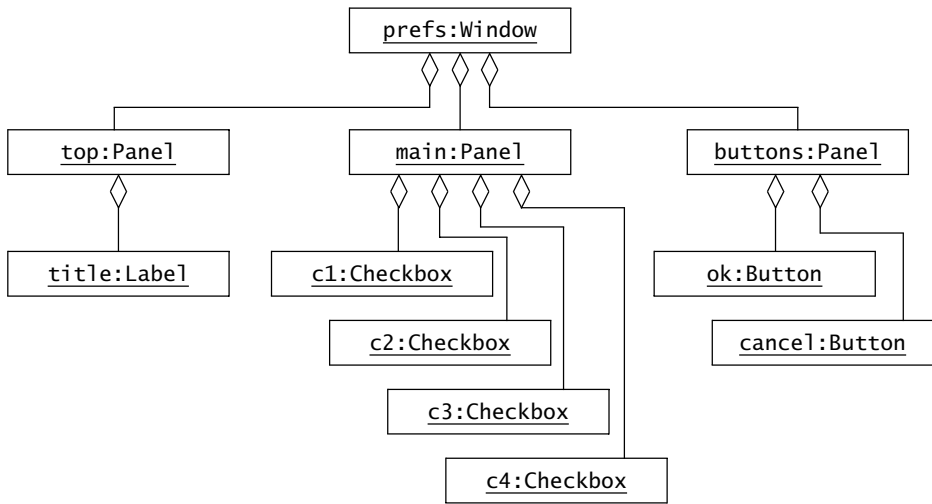 prefs:Window
top:Panel
main:Panel
buttons:Panel
title:Label
c1:Checkbox
ok:Button
c2:Checkbox
cancel:Button
c3:Checkbox
c4:Checkbox